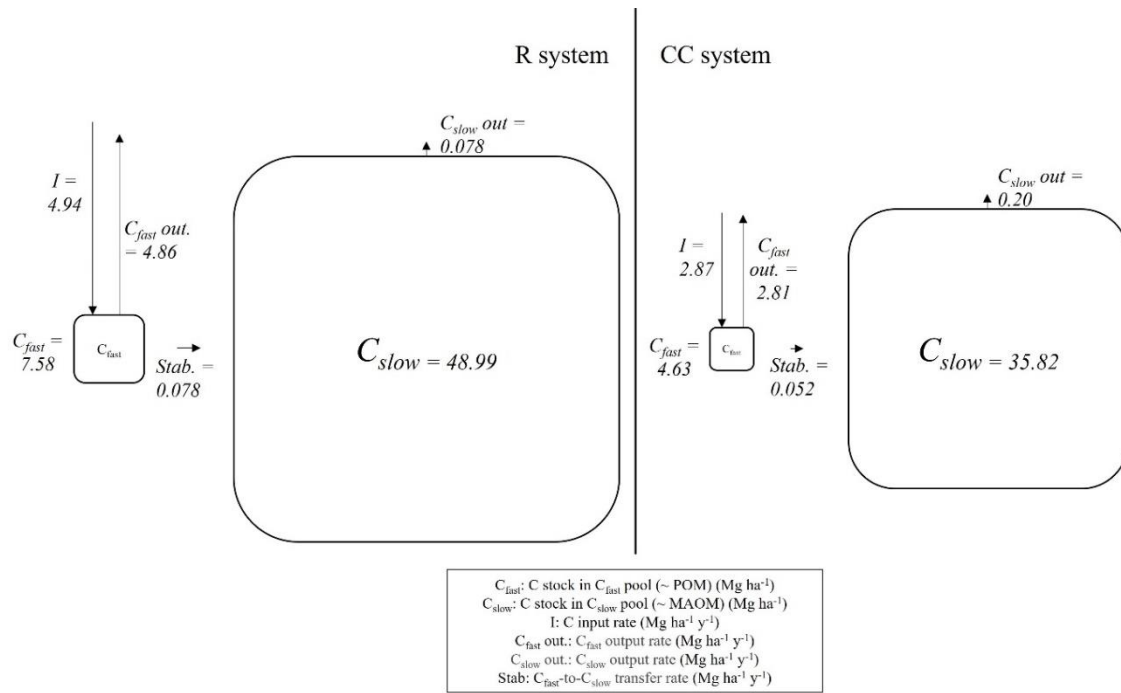 R system
CC system
C_slow out =
0.078
I =
4.94
C_fast out.
= 4.86
C_fast =
7.58
C_fast
Stab. =
0.078
C_slow = 48.99
C_slow out =
0.20
I =
2.87
C_fast
out. =
2.81
C_fast =
4.63
C_fast
Stab. =
0.052
C_slow = 35.82
C_fast: C stock in C_fast pool (~ POM) (Mg ha⁻¹)
C_slow: C stock in C_slow pool (~ MAOM) (Mg ha⁻¹)
I: C input rate (Mg ha⁻¹ y⁻¹)
C_fast out.: C_fast output rate (Mg ha⁻¹ y⁻¹)
C_slow out.: C_slow output rate (Mg ha⁻¹ y⁻¹)
Stab: C_fast-to-C_slow transfer rate (Mg ha⁻¹ y⁻¹)